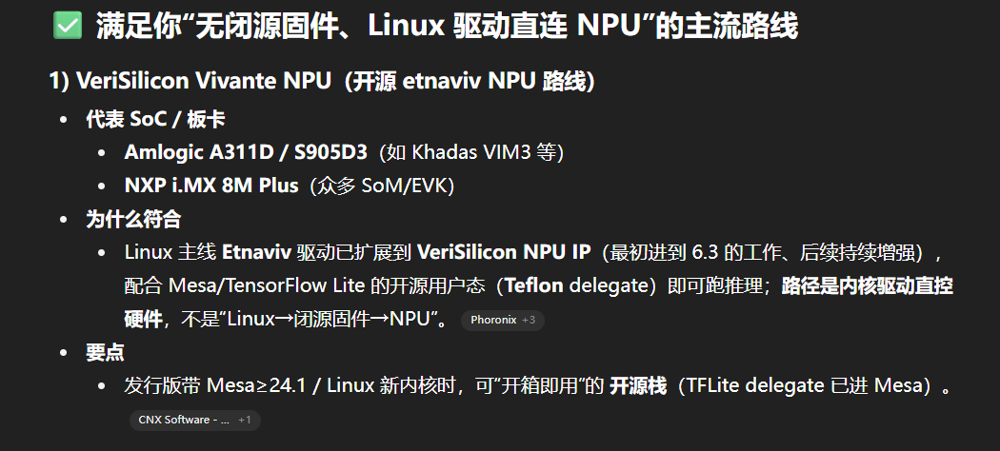 ✅ 满足你“无闭源固件、Linux 驱动直连 NPU”的主流路线
1) VeriSilicon Vivante NPU（开源 etnaviv NPU 路线）
• 代表 SoC / 板卡
• Amlogic A311D / S905D3（如 Khadas VIM3 等）
• NXP i.MX 8M Plus（众多 SoM/EVK）
• 为什么符合
• Linux 主线 Etnaviv 驱动已扩展到 VeriSilicon NPU IP（最初进到 6.3 的工作、后续持续增强），
配合 Mesa/TensorFlow Lite 的开源用户态（Teflon delegate）即可跑推理；路径是内核驱动直控
硬件，不是“Linux→闭源固件→NPU”。 Phoronix +3
• 要点
• 发行版带 Mesa≥24.1 / Linux 新内核时，可“开箱即用”的 开源栈（TFLite delegate 已进 Mesa）。
CNX Software - ... +1